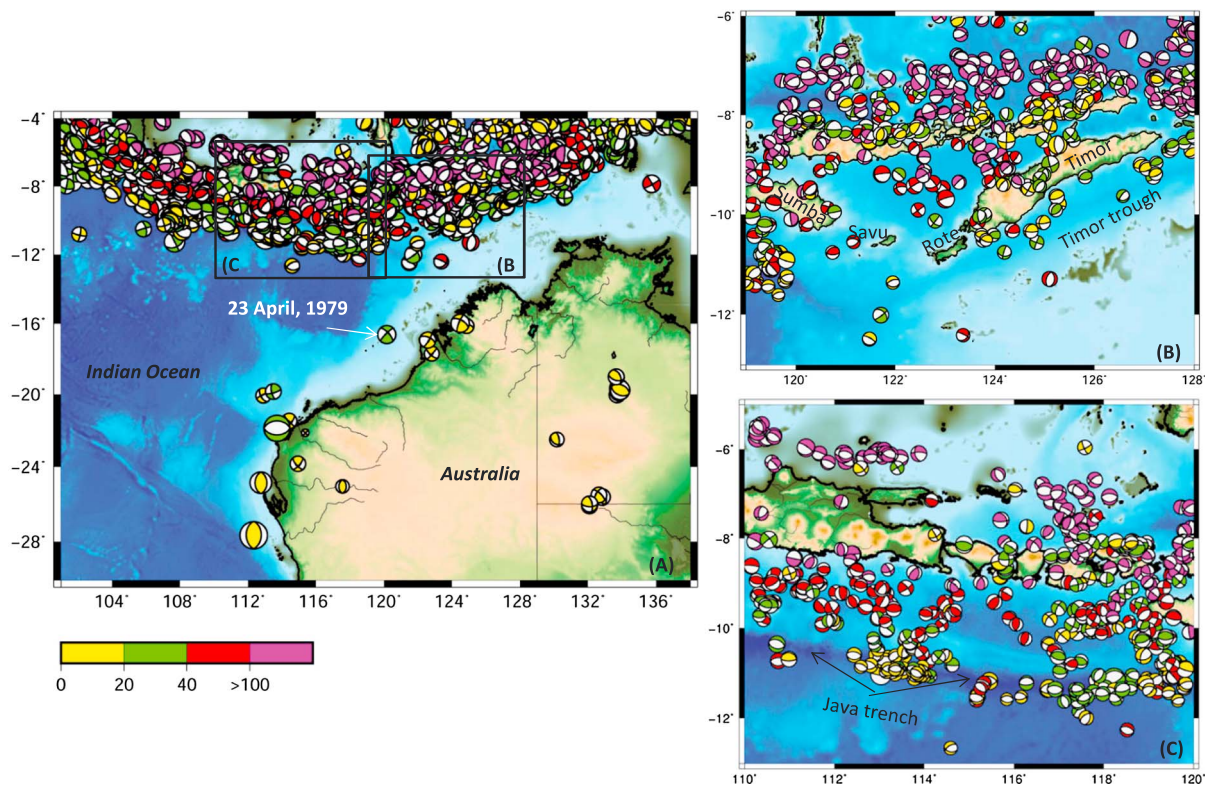 −4˚
−8˚
−12˚
−16˚
−20˚
−24˚
−28˚
(C
(B)
23 April, 1979
Indian Ocean
Australia
(A)
104˚
108˚
112˚
116˚
120˚
124˚
128˚
132˚
136˚
0
20
40
>100
−6˚
−8˚
−10˚
−12˚
Timor
Sumba
Savu
Rote
Timor trough
(B)
120˚
122˚
124˚
126˚
128˚
−6˚
−8˚
−10˚
−12˚
Java trench
(C)
110˚
112˚
114˚
116˚
118˚
120˚